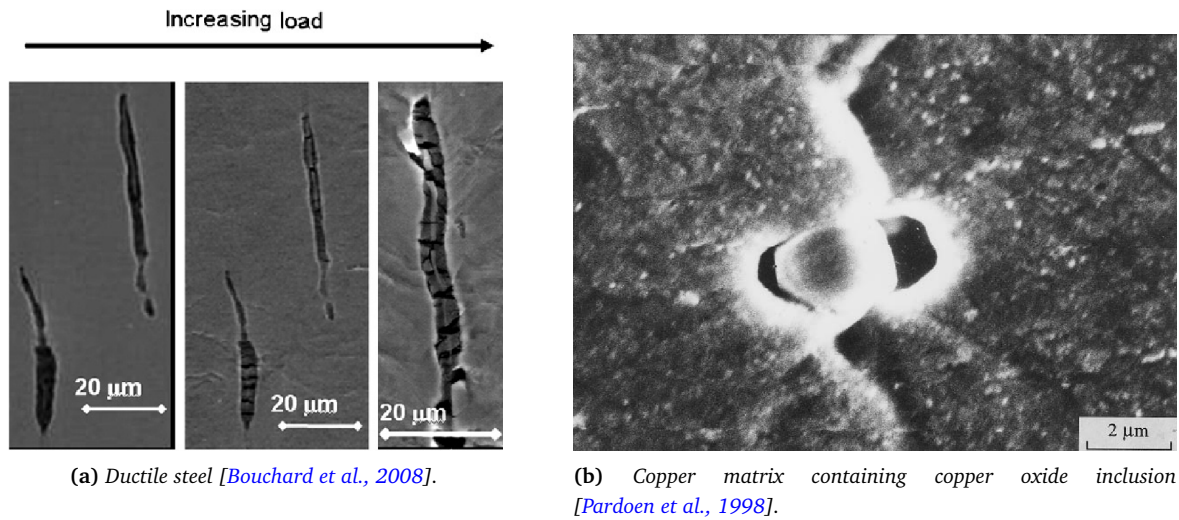 Increasing load
20 μm
20 μm
20 μm
2 μm
(a) Ductile steel [Bouchard et al., 2008].
(b) Copper matrix containing copper oxide inclusion
[Pardoen et al., 1998].